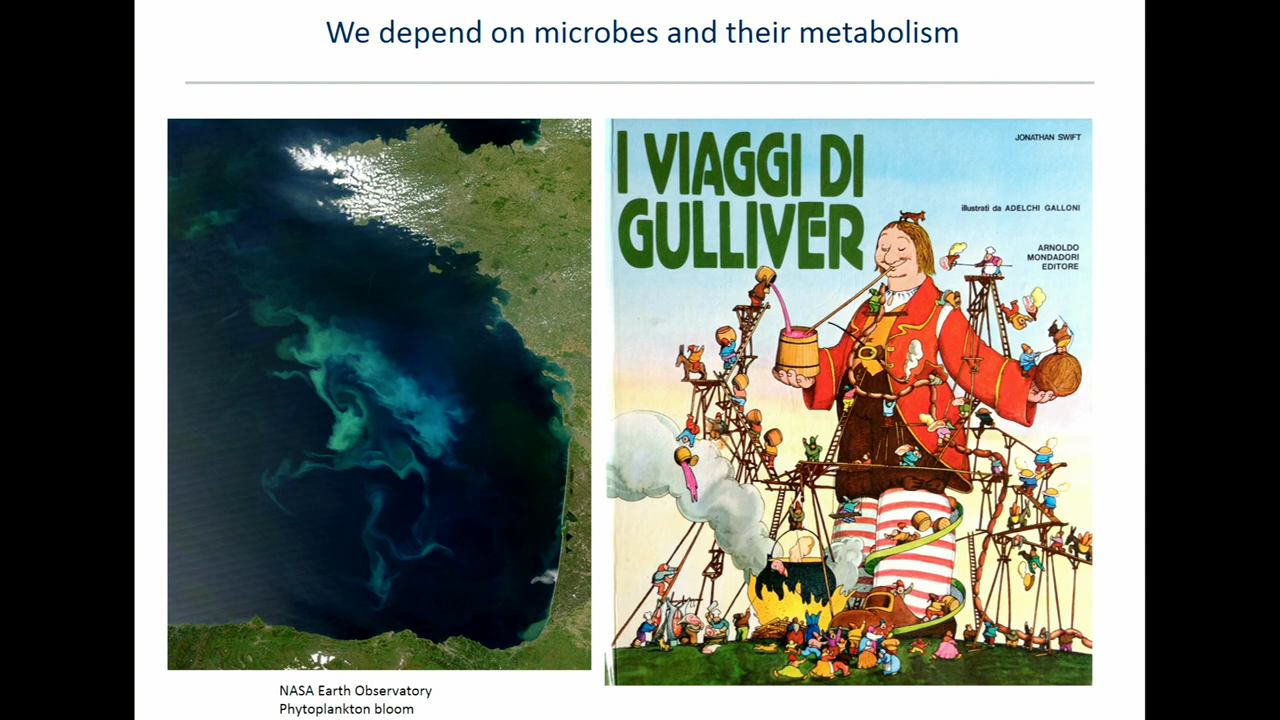 We depend on microbes and their metabolism
I VIAGGI DI
GULLIVER
JONATHAN SWIFT
illustrati da ADELCHI GALLONI
ARNOLDO
MONDADORI
EDITORE
NASA Earth Observatory
Phytoplankton bloom